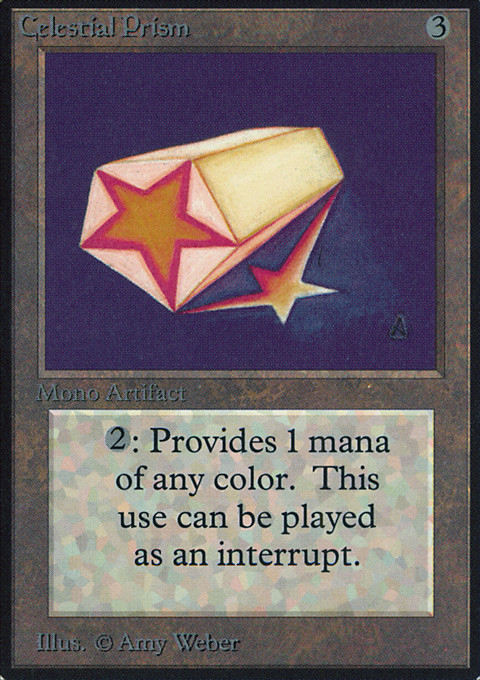 Celestial Prism 3
Mono Artifact
2: Provides 1 mana
of any color. This
use can be played
as an interrupt.
Illus. © Amy Weber